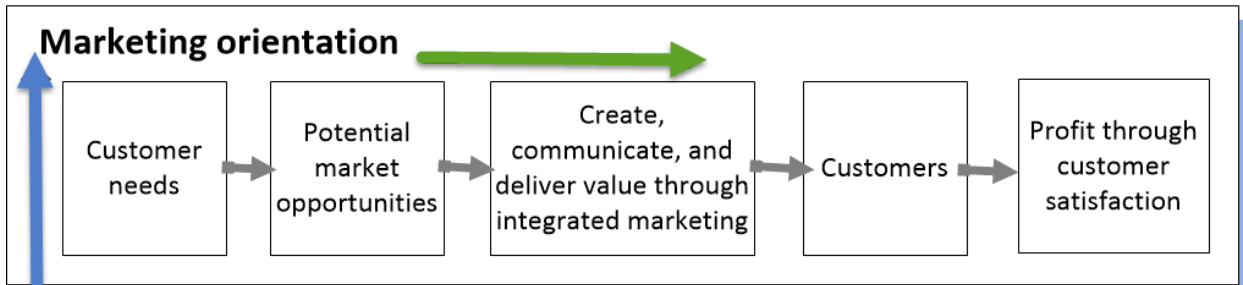 Marketing orientation
Customer
needs
Potential
market
opportunities
Create,
communicate, and
deliver value through
integrated marketing
Customers
Profit through
customer
satisfaction